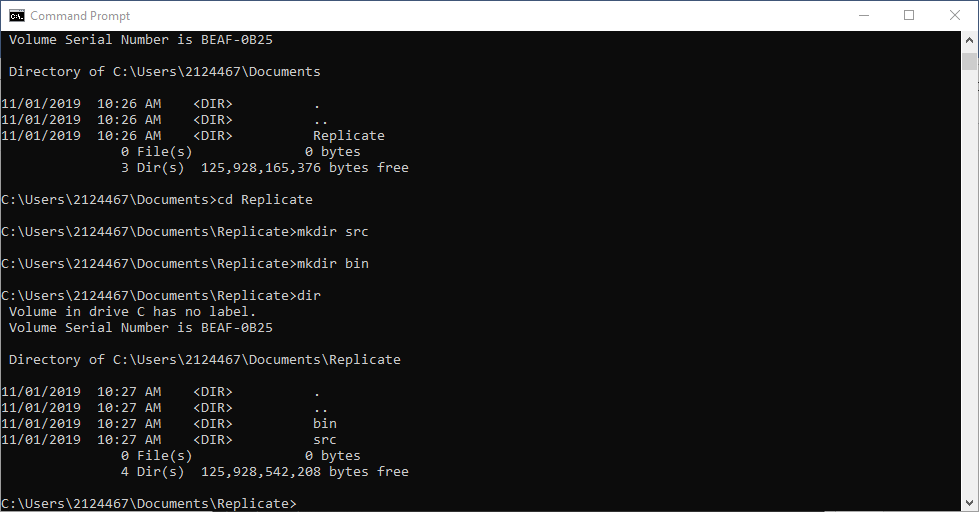 Command Prompt
 Volume Serial Number is BEAF-0B25

 Directory of C:\Users\2124467\Documents

11/01/2019  10:26 AM    <DIR>          .
11/01/2019  10:26 AM    <DIR>          ..
11/01/2019  10:26 AM    <DIR>          Replicate
               0 File(s)              0 bytes
               3 Dir(s)  125,928,165,376 bytes free

C:\Users\2124467\Documents>cd Replicate

C:\Users\2124467\Documents\Replicate>mkdir src

C:\Users\2124467\Documents\Replicate>mkdir bin

C:\Users\2124467\Documents\Replicate>dir
 Volume in drive C has no label.
 Volume Serial Number is BEAF-0B25

 Directory of C:\Users\2124467\Documents\Replicate

11/01/2019  10:27 AM    <DIR>          .
11/01/2019  10:27 AM    <DIR>          ..
11/01/2019  10:27 AM    <DIR>          bin
11/01/2019  10:27 AM    <DIR>          src
               0 File(s)              0 bytes
               4 Dir(s)  125,928,542,208 bytes free

C:\Users\2124467\Documents\Replicate>